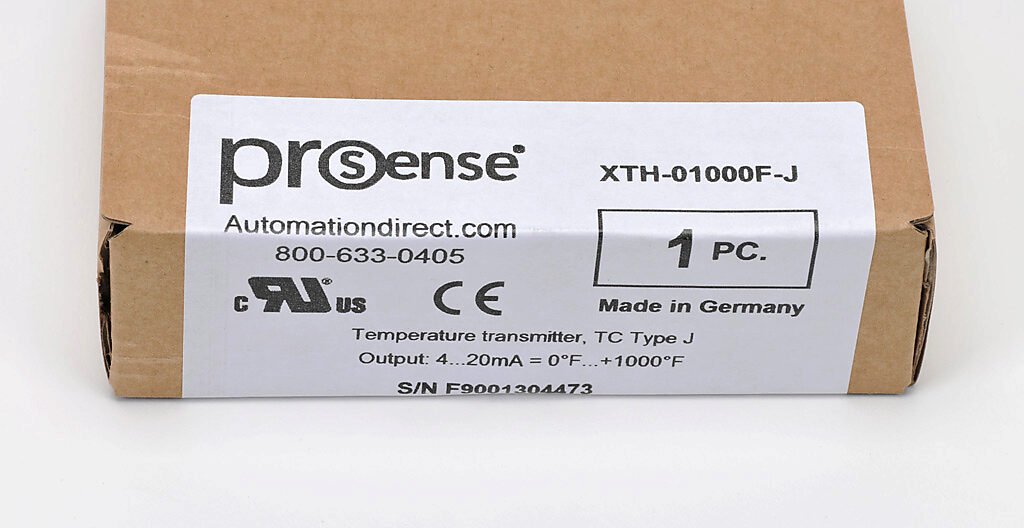 prosense®
XTH-01000F-J
Automationdirect.com
800-633-0405
1 PC.
c RU® US
CE
Made in Germany
Temperature transmitter, TC Type J
Output: 4...20mA = 0°F...+1000°F
S/N F9001304473